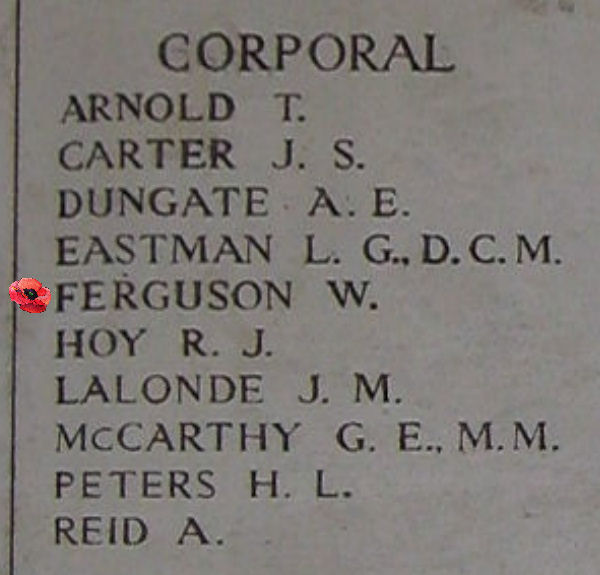 CORPORAL
ARNOLD T.
CARTER J. S.
DUNGATE A. E.
EASTMAN L. G., D.C.M.
FERGUSON W.
HOY R. J.
LALONDE J. M.
McCARTHY G. E., M.M.
PETERS H. L.
REID A.